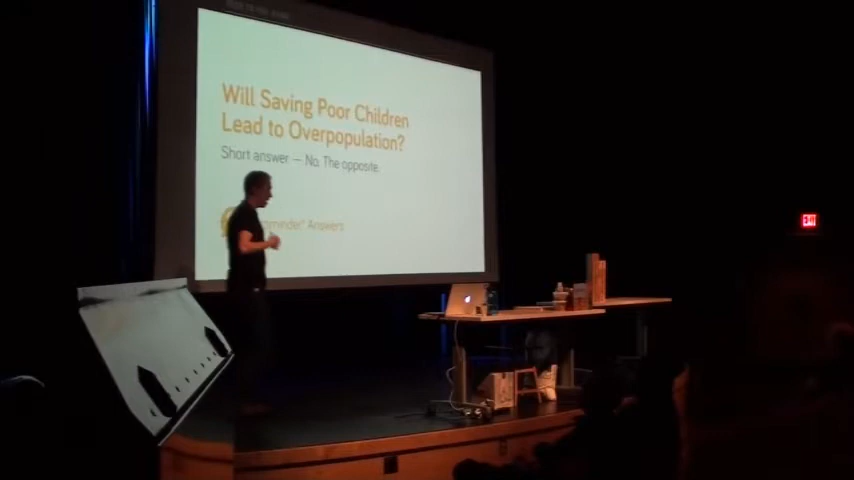 Will Saving Poor Children
Lead to Overpopulation?
Short answer — No. The opposite.
Answers
EXIT